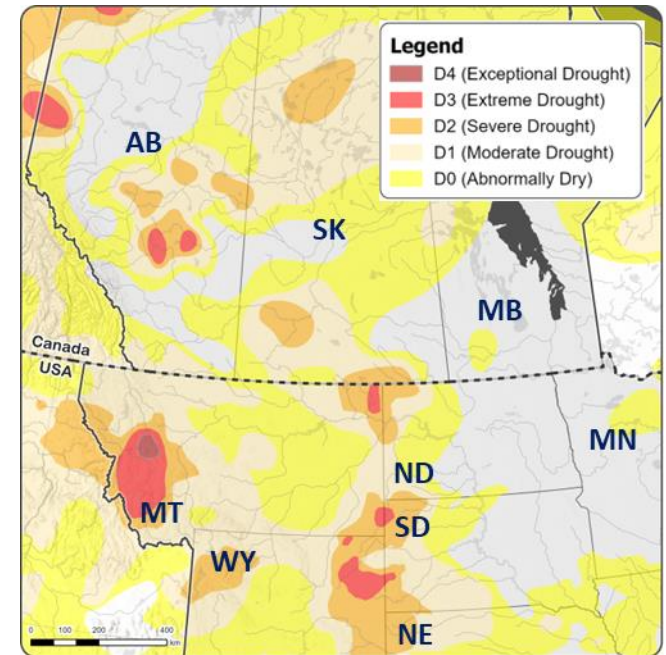 Legend
D4 (Exceptional Drought)
D3 (Extreme Drought)
D2 (Severe Drought)
D1 (Moderate Drought)
D0 (Abnormally Dry)
AB
SK
MB
Canada
USA
MN
ND
MT
SD
WY
NE
0 100 200 400
km